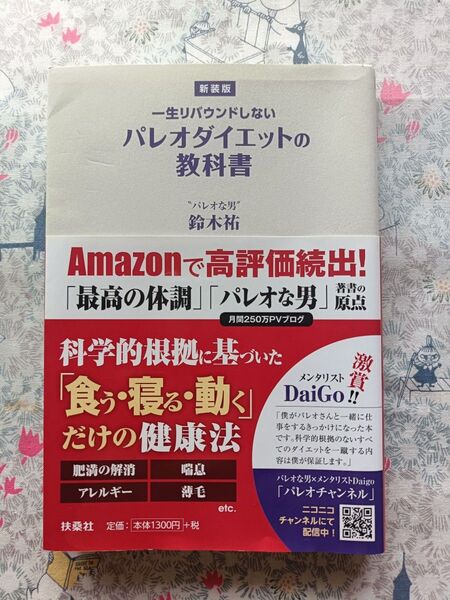 新装版
一生リバウンドしない
パレオダイエットの
教科書
"パレオな男"
鈴木祐
Amazonで高評価続出!
「最高の体調」「パレオな男」著書の原点
月間250万PVブログ
科学的根拠に基づいた
「食う・寝る・動く」
だけの健康法
肥満の解消
喘息
アレルギー
薄毛
etc.
扶桑社
定価:本体1300円+税
激賞!!
メンタリスト
DaiGo
「僕がパレオさんと一緒に仕
事をするきっかけになった本
です。科学的根拠のないすべ
てのダイエットを一蹴する内
容は僕が保証します。」
パレオな男×メンタリストDaigo
「パレオチャンネル」
ニコニコ
チャンネルにて
配信中!